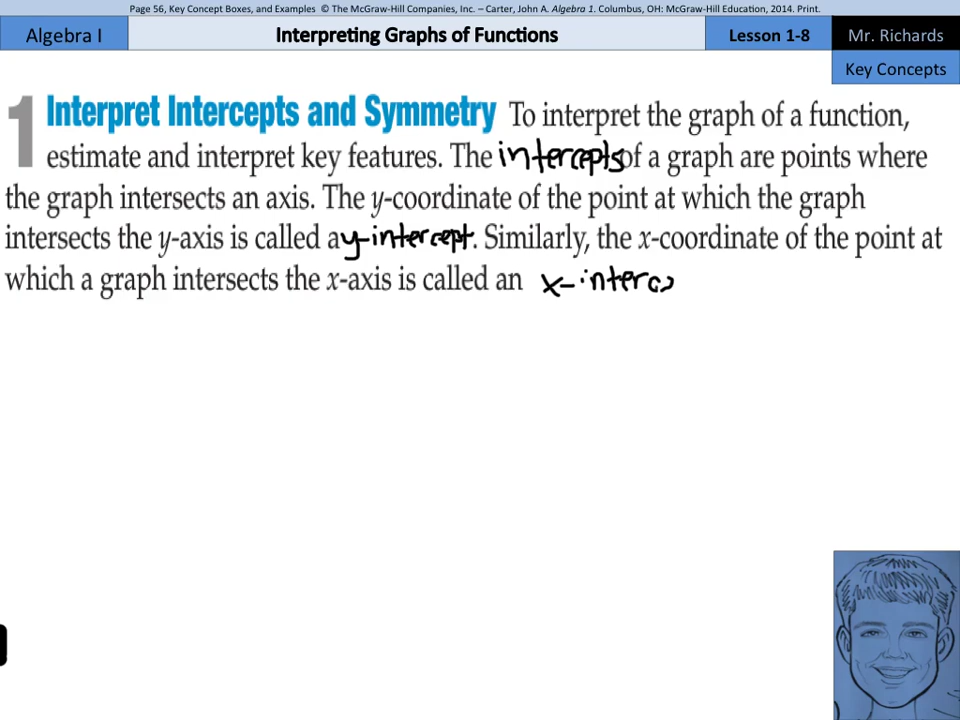 Page 56, Key Concept Boxes, and Examples © The McGraw-Hill Companies, Inc. – Carter, John A. Algebra 1. Columbus, OH: McGraw-Hill Education, 2014. Print.
Algebra I
Interpreting Graphs of Functions
Lesson 1-8
Mr. Richards
Key Concepts
1 Interpret Intercepts and Symmetry To interpret the graph of a function,
estimate and interpret key features. The intercepts of a graph are points where
the graph intersects an axis. The y-coordinate of the point at which the graph
intersects the y-axis is called a y-intercept. Similarly, the x-coordinate of the point at
which a graph intersects the x-axis is called an x-interc